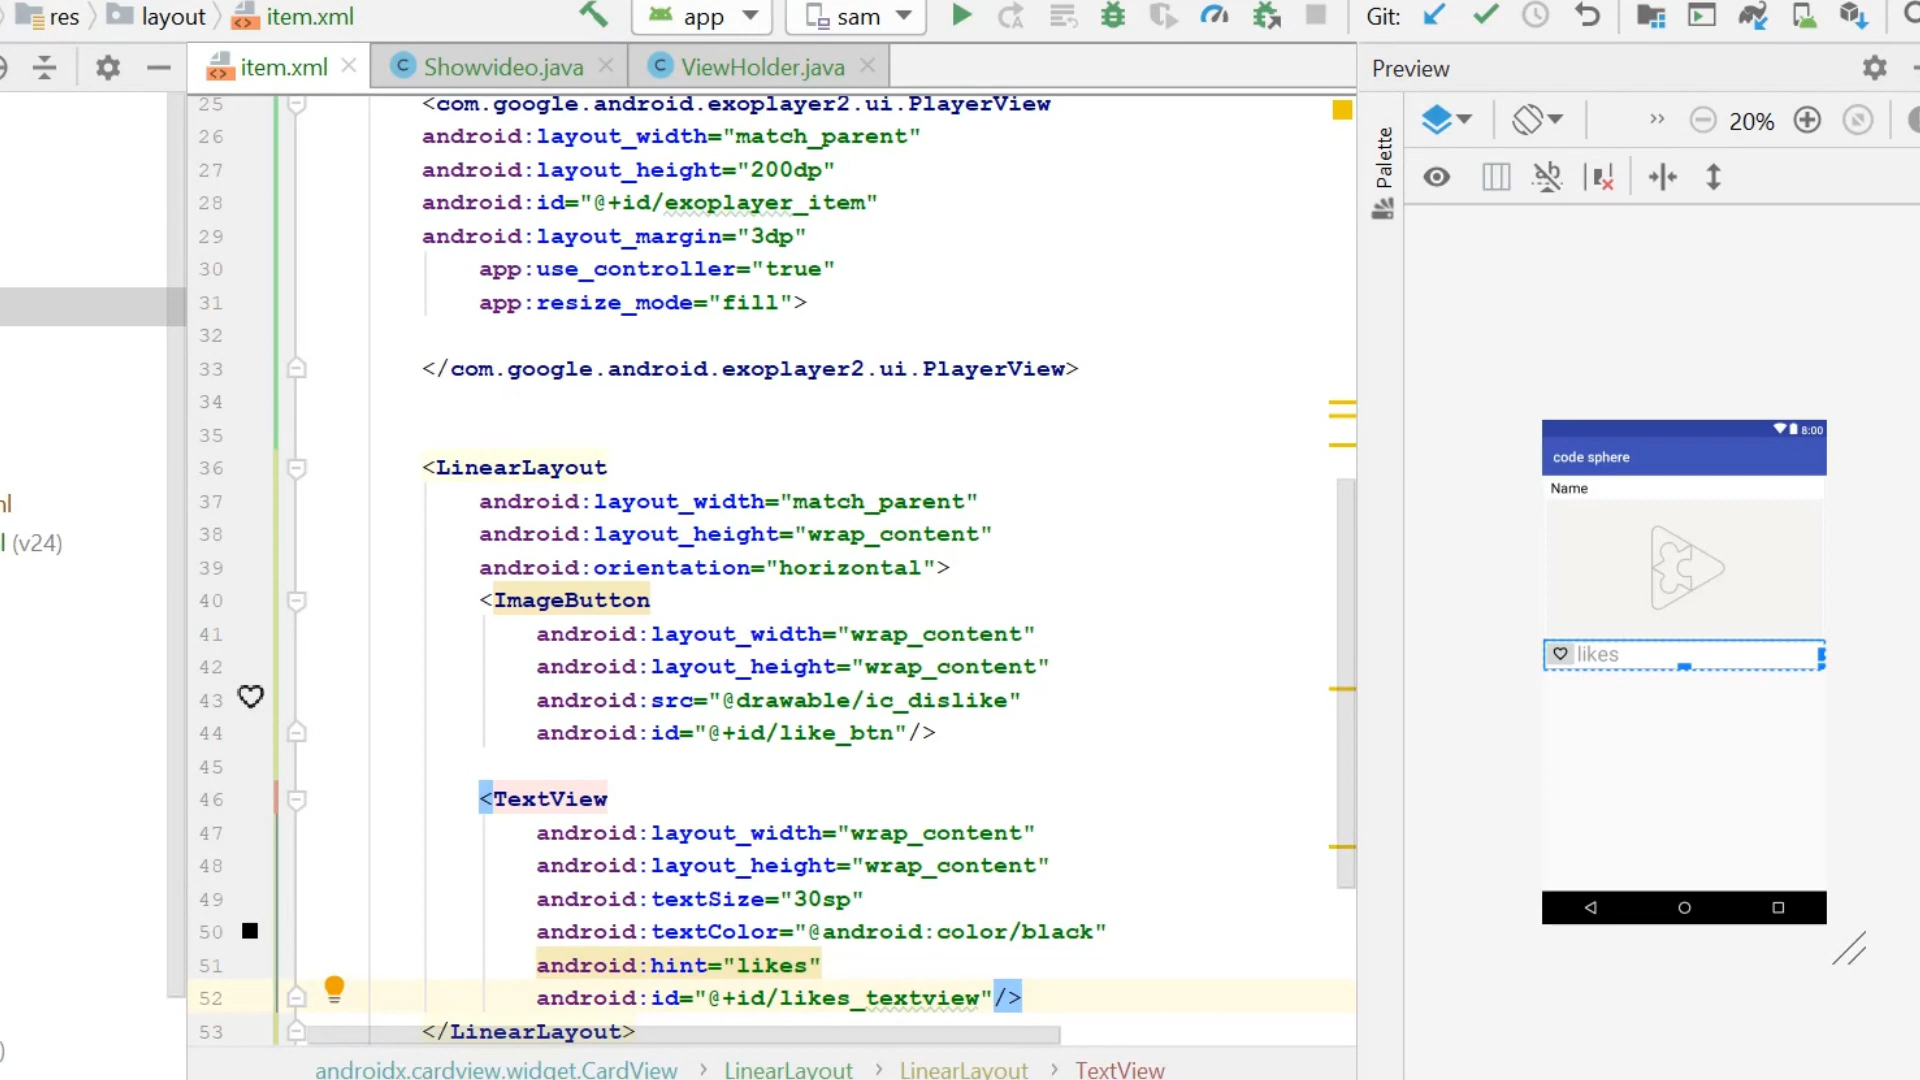 res layout item.xml app sam Git:
item.xml Showvideo.java ViewHolder.java Preview
25 <com.google.android.exoplayer2.ui.PlayerView
26 android:layout_width="match_parent"
27 android:layout_height="200dp"
28 android:id="@+id/exoplayer_item"
29 android:layout_margin="3dp"
30 app:use_controller="true"
31 app:resize_mode="fill">
32
33 </com.google.android.exoplayer2.ui.PlayerView>
34
35
36 <LinearLayout
37 android:layout_width="match_parent"
38 android:layout_height="wrap_content"
39 android:orientation="horizontal">
40 <ImageButton
41 android:layout_width="wrap_content"
42 android:layout_height="wrap_content"
43 android:src="@drawable/ic_dislike"
44 android:id="@+id/like_btn"/>
45
46 <TextView
47 android:layout_width="wrap_content"
48 android:layout_height="wrap_content"
49 android:textSize="30sp"
50 android:textColor="@android:color/black"
51 android:hint="likes"
52 android:id="@+id/likes_textview"/>
53 </LinearLayout>
androidx.cardview.widget.CardView › LinearLayout › LinearLayout › TextView
ml
l (v24)
)
Palette
20%
8:00
code sphere
Name
likes